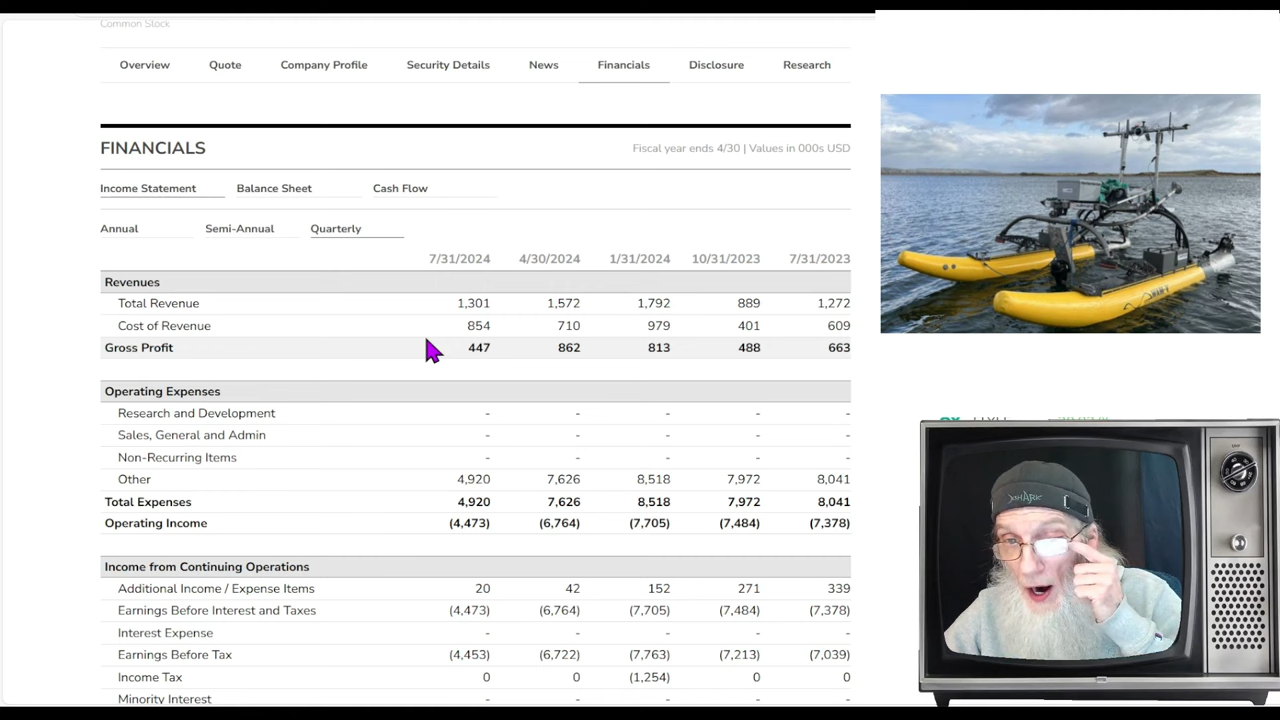 Common Stock
Overview Quote Company Profile Security Details News Financials Disclosure Research
FINANCIALS Fiscal year ends 4/30 | Values in 000s USD
Income Statement Balance Sheet Cash Flow
Annual Semi-Annual Quarterly
7/31/2024 4/30/2024 1/31/2024 10/31/2023 7/31/2023
Revenues
Total Revenue 1,301 1,572 1,792 889 1,272
Cost of Revenue 854 710 979 401 609
Gross Profit 447 862 813 488 663
Operating Expenses
Research and Development - - - - -
Sales, General and Admin - - - - -
Non-Recurring Items - - - - -
Other 4,920 7,626 8,518 7,972 8,041
Total Expenses 4,920 7,626 8,518 7,972 8,041
Operating Income (4,473) (6,764) (7,705) (7,484) (7,378)
Income from Continuing Operations
Additional Income / Expense Items 20 42 152 271 339
Earnings Before Interest and Taxes (4,473) (6,764) (7,705) (7,484) (7,378)
Interest Expense - - - - -
Earnings Before Tax (4,453) (6,722) (7,763) (7,213) (7,039)
Income Tax 0 0 (1,254) 0 0
Minority Interest - - - - -